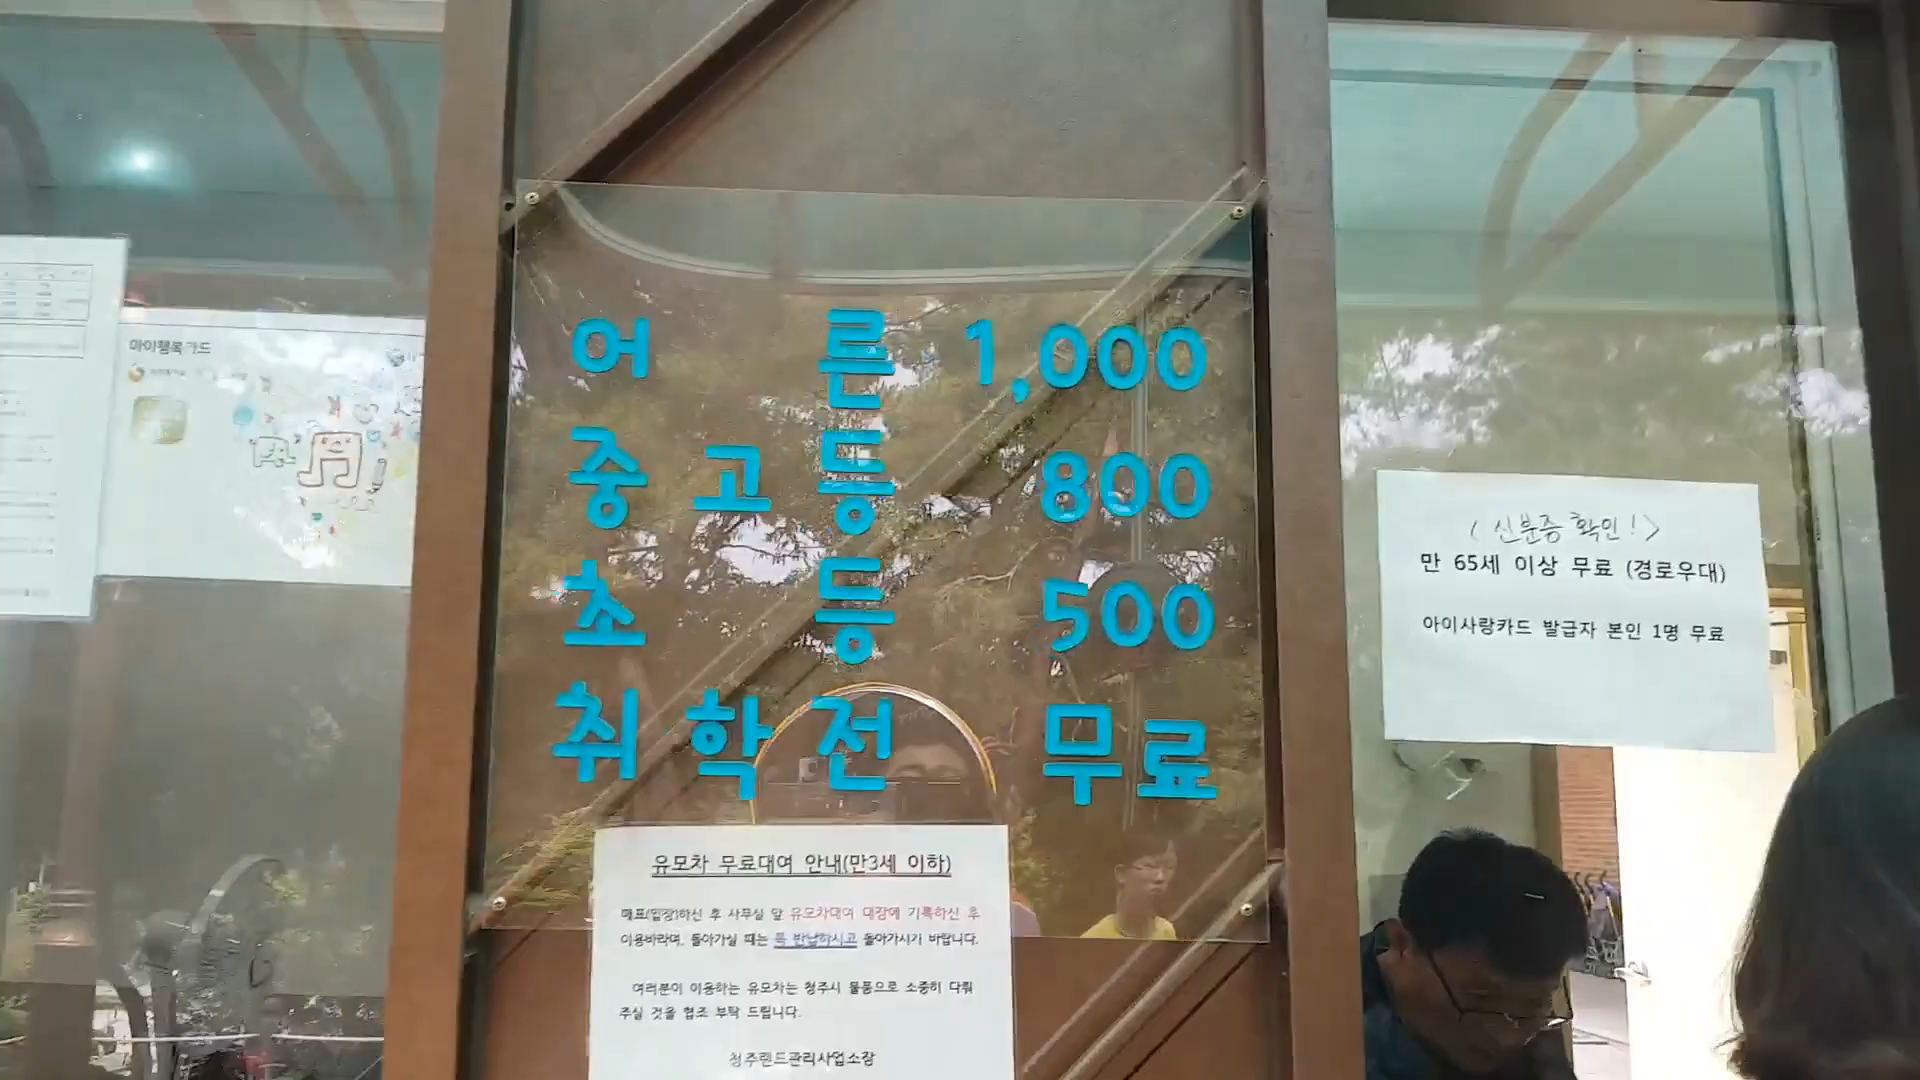 아이행복카드
어른 1,000
중고등 800
초등 500
취학전 무료
유모차 무료대여 안내(만3세 이하)
매표(입장)하신 후 사무실 앞 유모차대여 대장에 기록하신 후
이용바라며, 돌아가실 때는 꼭 반납하시고 돌아가시기 바랍니다.
여러분이 이용하는 유모차는 청주시 물품으로 소중히 다뤄
주실 것을 협조 부탁 드립니다.
청주랜드관리사업소장
(신분증 확인!)
만 65세 이상 무료 (경로우대)
아이사랑카드 발급자 본인 1명 무료